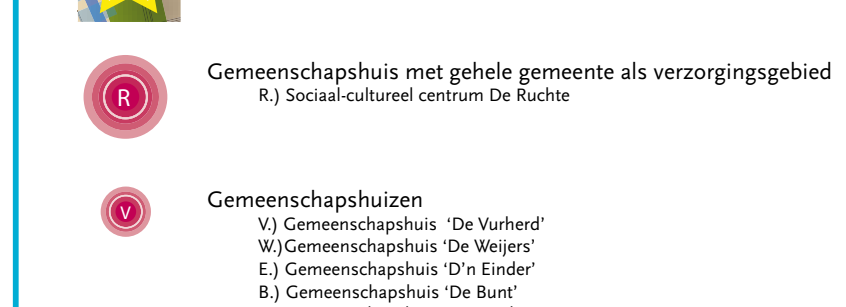 Gemeenschapshuis met gehele gemeente als verzorgingsgebied
R
R.) Sociaal-cultureel centrum De Ruchte
Gemeenschapshuizen
V
V.) Gemeenschapshuis ‘De Vurherd’
W.)Gemeenschapshuis ‘De Weijers’
E.) Gemeenschapshuis ‘D’n Einder’
B.) Gemeenschapshuis ‘De Bunt’